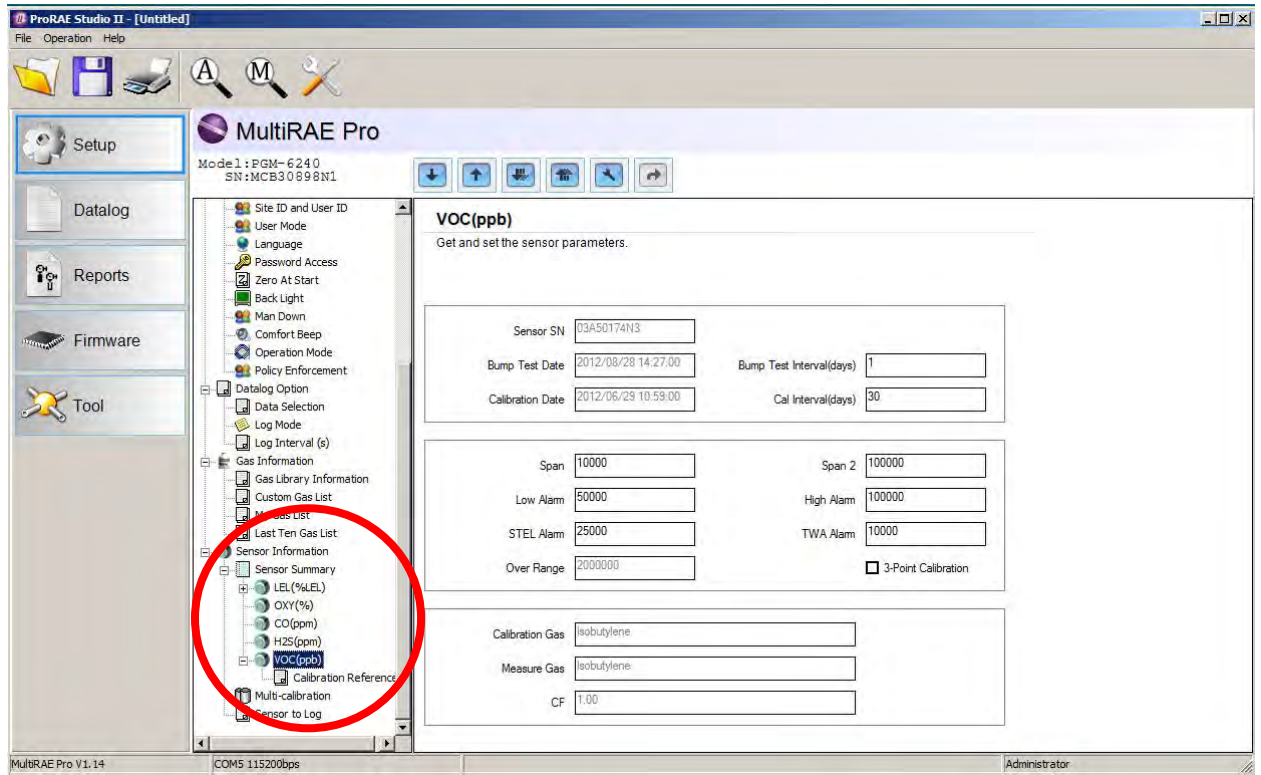 ProRAE Studio II - [Untitled]
File Operation Help
A M
Setup
Datalog
Reports
Firmware
Tool
MultiRAE Pro
Model:PGM-6240
SN:MCB30898N1
Site ID and User ID
User Mode
Language
Password Access
Zero At Start
Back Light
Man Down
Comfort Beep
Operation Mode
Policy Enforcement
Datalog Option
Data Selection
Log Mode
Log Interval (s)
Gas Information
Gas Library Information
Custom Gas List
My Gas List
Last Ten Gas List
Sensor Information
Sensor Summary
LEL(%LEL)
OXY(%)
CO(ppm)
H2S(ppm)
VOC(ppb)
Calibration Reference
Multi-calibration
Sensor to Log
VOC(ppb)
Get and set the sensor parameters.
Sensor SN 03A50174N3
Bump Test Date 2012/08/28 14:27:00 Bump Test Interval(days) 1
Calibration Date 2012/06/29 10:59:00 Cal Interval(days) 30
Span 10000 Span 2 100000
Low Alarm 50000 High Alarm 100000
STEL Alarm 25000 TWA Alarm 10000
Over Range 2000000 3-Point Calibration
Calibration Gas Isobutylene
Measure Gas Isobutylene
CF 1.00
MultiRAE Pro V1.14 COM5 115200bps Administrator